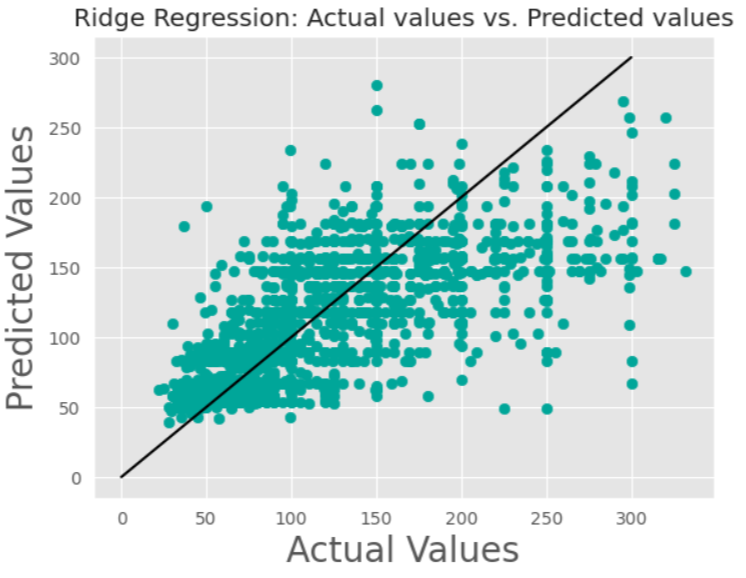 Ridge Regression: Actual values vs. Predicted values
300
250
200
150
100
50
0
Predicted Values
0 50 100 150 200 250 300
Actual Values